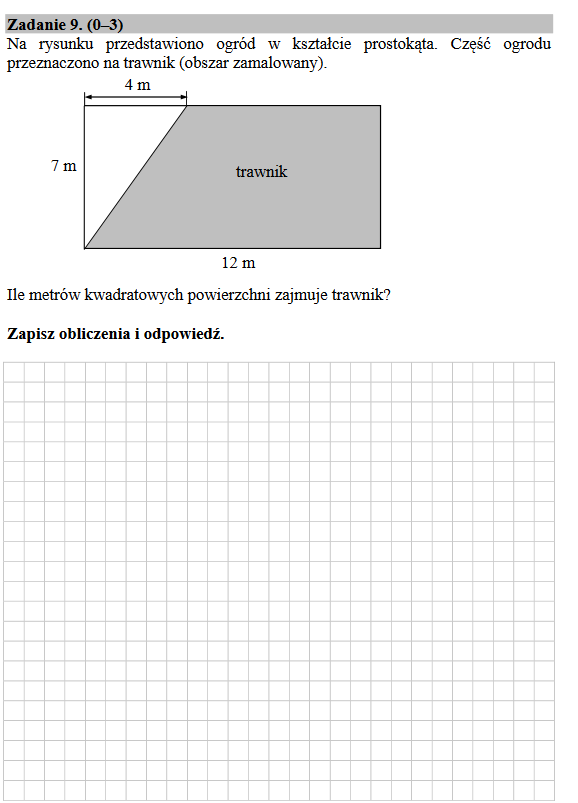 Zadanie 9. (0–3)
Na rysunku przedstawiono ogród w kształcie prostokąta. Część ogrodu
przeznaczono na trawnik (obszar zamalowany).
4 m
7 m
trawnik
12 m
Ile metrów kwadratowych powierzchni zajmuje trawnik?
Zapisz obliczenia i odpowiedź.